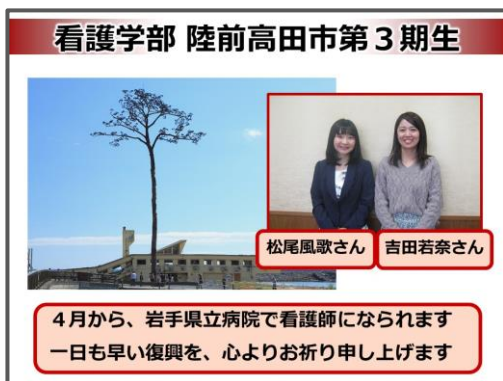 看護学部 陸前高田市第３期生
松尾風歌さん
吉田若奈さん
４月から、岩手県立病院で看護師になられます
一日も早い復興を、心よりお祈り申し上げます